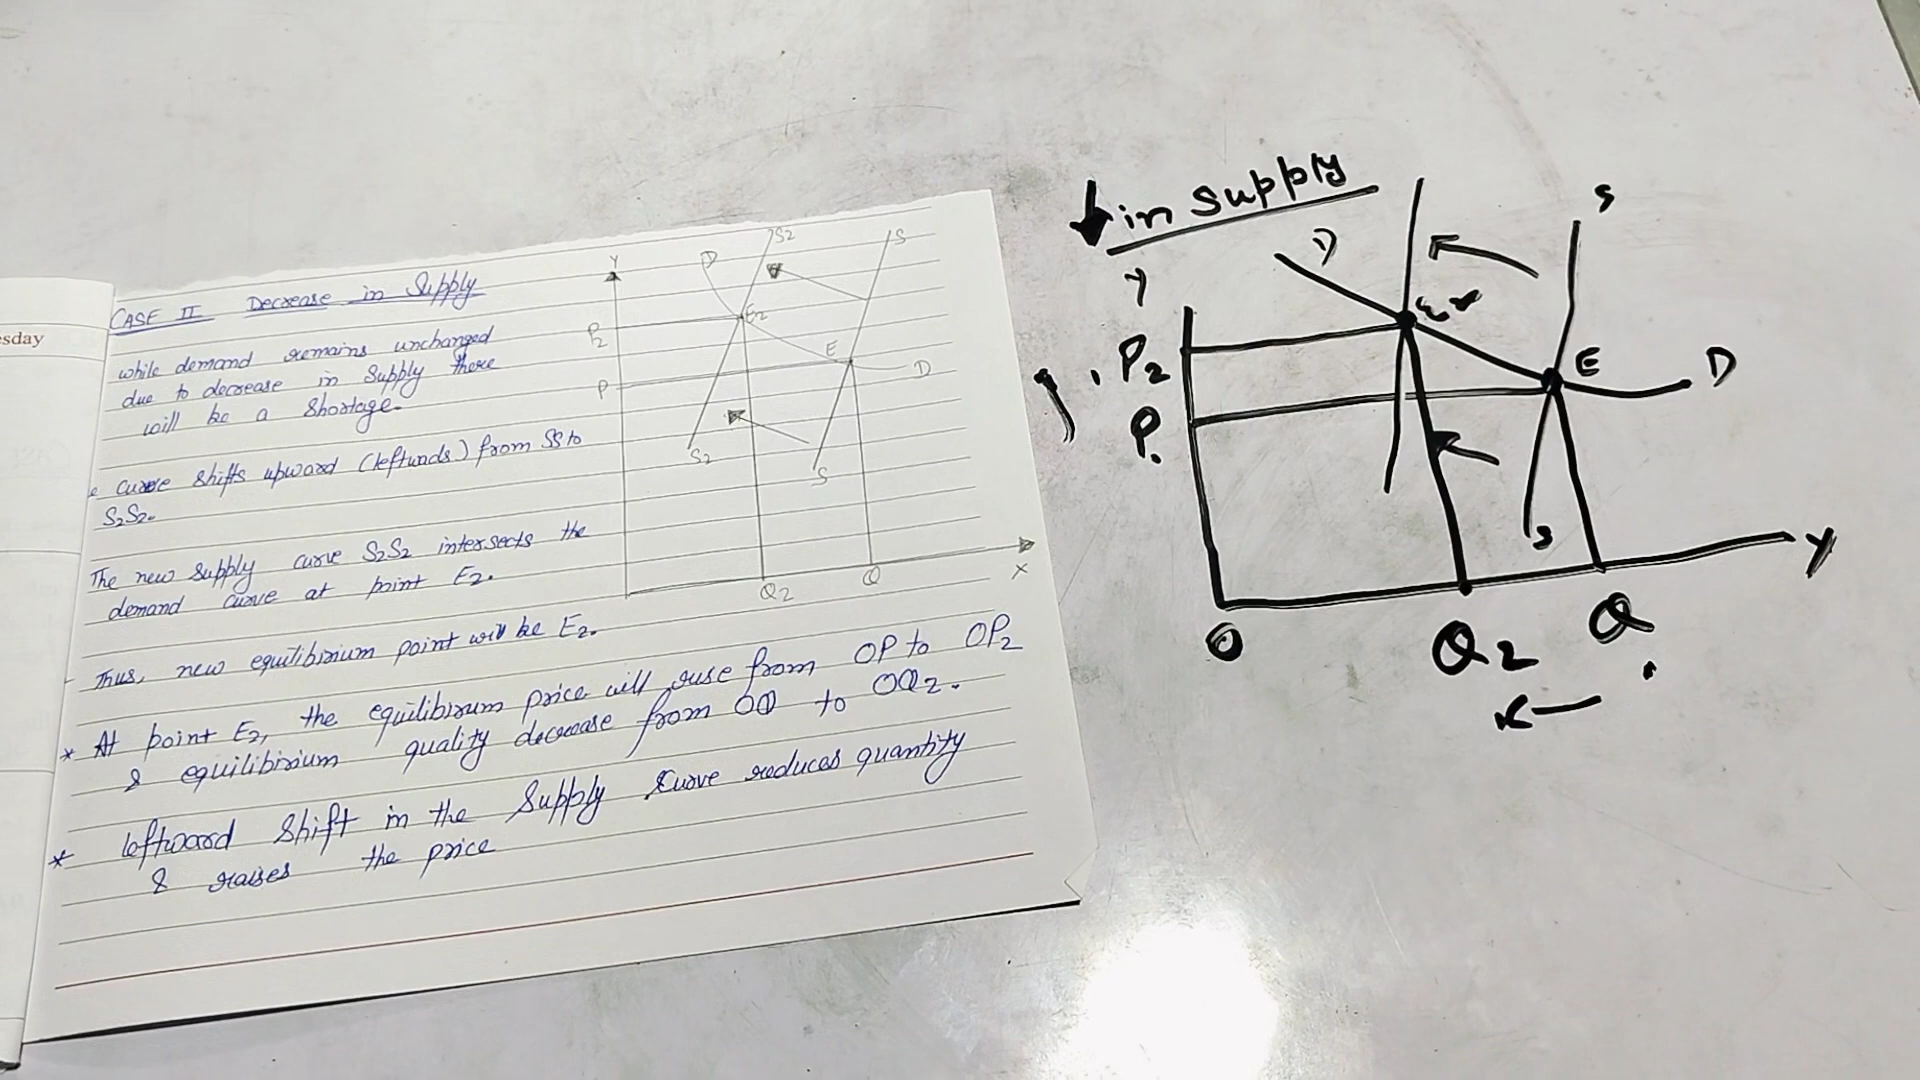 sday
CASE II Decrease in Supply
while demand remains unchanged
due to decrease in Supply there
will be a Shortage.
e curve Shifts upward (leftwards) from SS to
S2S2.
The new Supply curve S2S2 intersects the
demand curve at point E2.
Thus, new equilibrium point will be E2.
* At point E2, the equilibrium price will ruse from OP to OP2
& equilibirium quality decrease from OQ to OQ2.
* leftward Shift in the Supply Curve reduces quantity
& raises the price
Y
D
S2
S
P2
E2
P
E
D
S2
S
Q2
Q
X
↓ in Supply
Y
D
S
P2
E
D
P
S
Y
O
Q2
Q